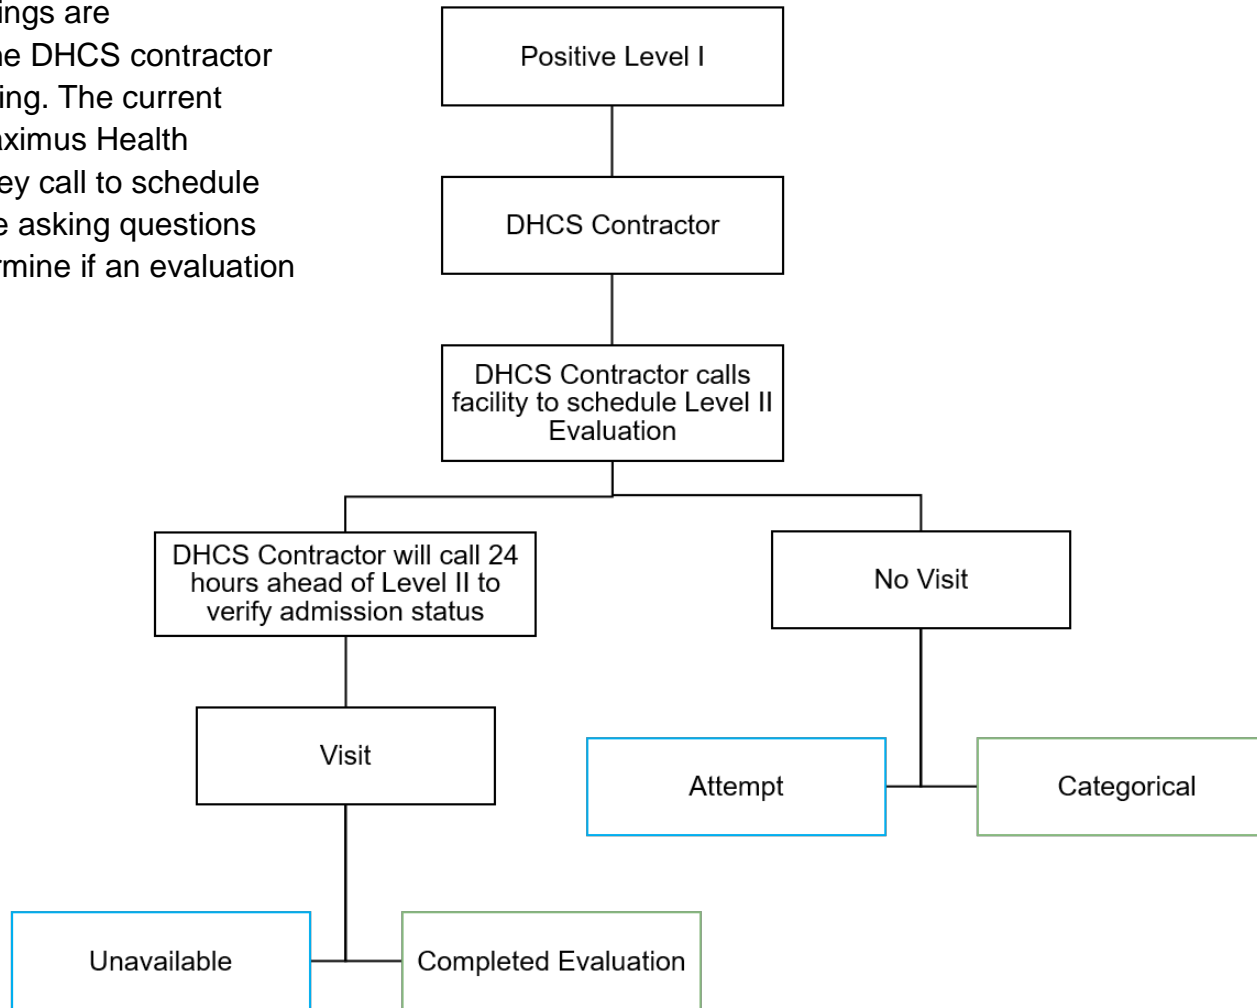 ings are
DHCS contractor
ing. The current
aximus Health
ey call to schedule
e asking questions
rmine if an evaluation
Positive Level I
DHCS Contractor
DHCS Contractor calls
facility to schedule Level II
Evaluation
DHCS Contractor will call 24
hours ahead of Level II to
verify admission status
No Visit
Visit
Attempt
Categorical
Unavailable
Completed Evaluation